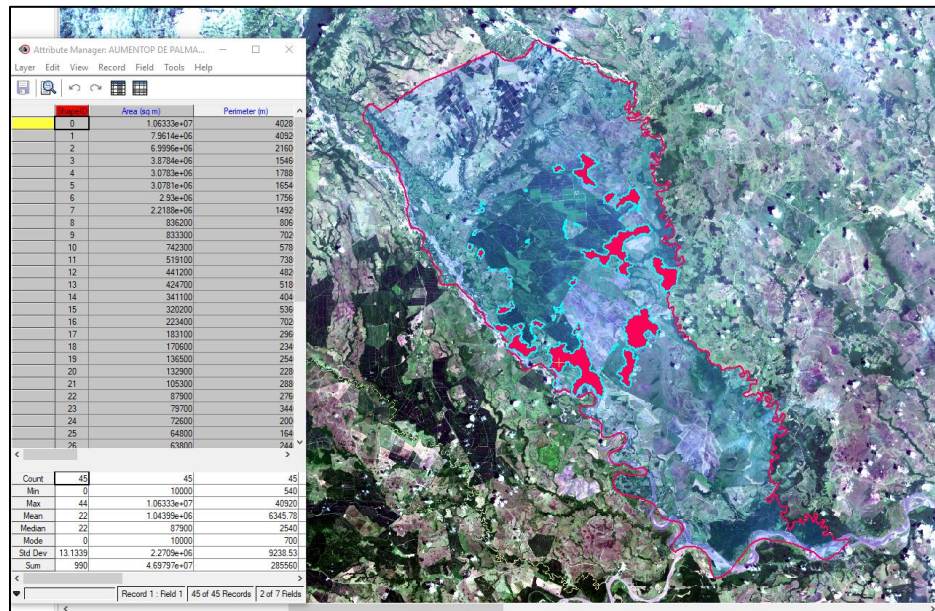 Attribute Manager: AUMENTOP DE PALMA...
Layer Edit View Record Field Tools Help
ShapeID Area (sq m) Perimeter (m)
0 1.06333e+07 4028
1 7.9614e+06 4092
2 6.9996e+06 2160
3 3.8784e+06 1546
4 3.0783e+06 1788
5 3.0781e+06 1654
6 2.93e+06 1756
7 2.2188e+06 1492
8 836200 806
9 833300 702
10 742300 578
11 519100 738
12 441200 482
13 424700 518
14 341100 404
15 320200 536
16 223400 702
17 183100 296
18 170600 234
19 136500 254
20 132900 228
21 105300 288
22 87900 276
23 79700 344
24 72600 200
25 64800 164
26 63800 244
Count 45 45 45
Min 0 10000 540
Max 44 1.06333e+07 40920
Mean 22 1.04399e+06 6345.78
Median 22 87900 2540
Mode 0 10000 700
Std Dev 13.1339 2.2709e+06 9238.53
Sum 990 4.69797e+07 285560
Record 1 : Field 1 45 of 45 Records 2 of 7 Fields